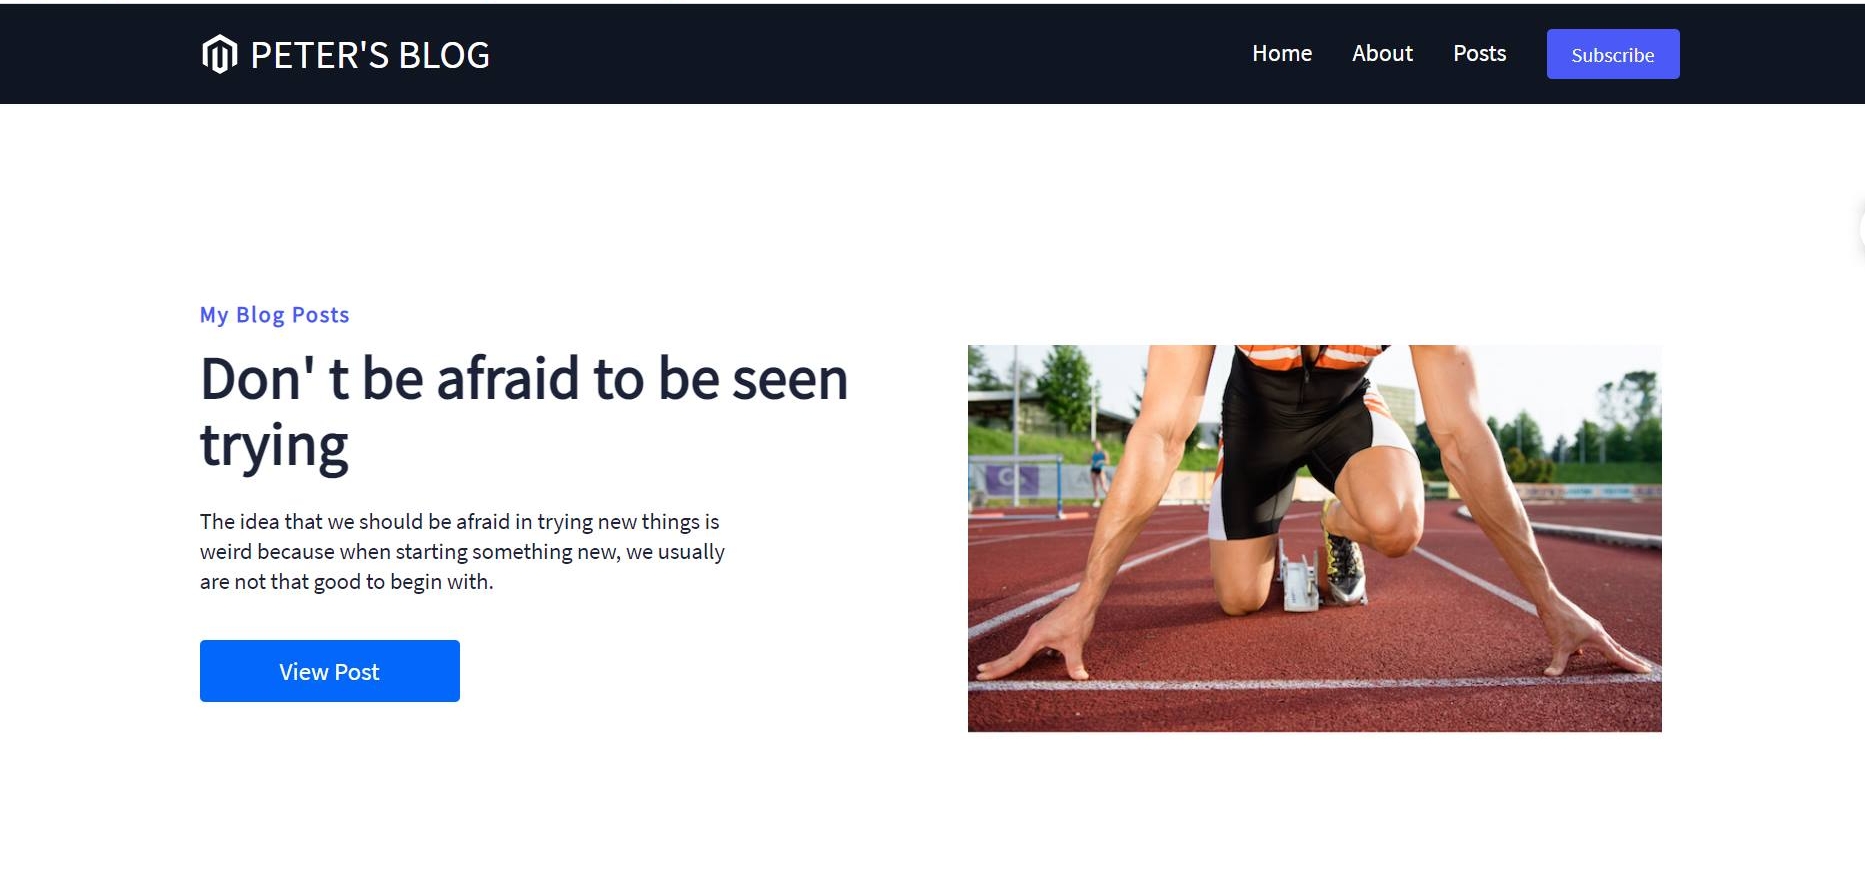 PETER'S BLOG
Home
About
Posts
Subscribe
My Blog Posts
Don' t be afraid to be seen
trying
The idea that we should be afraid in trying new things is
weird because when starting something new, we usually
are not that good to begin with.
View Post